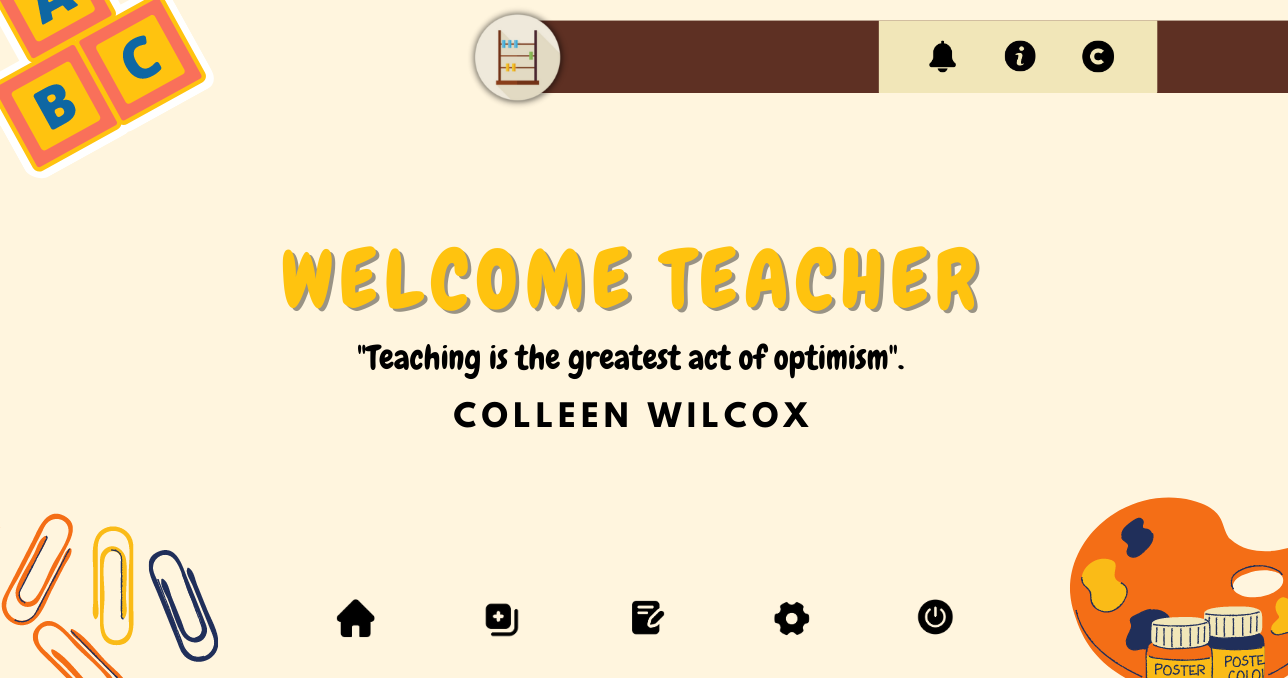 A
B C
WELCOME TEACHER
"Teaching is the greatest act of optimism".
COLLEEN WILCOX
POSTER
POSTE
COLO